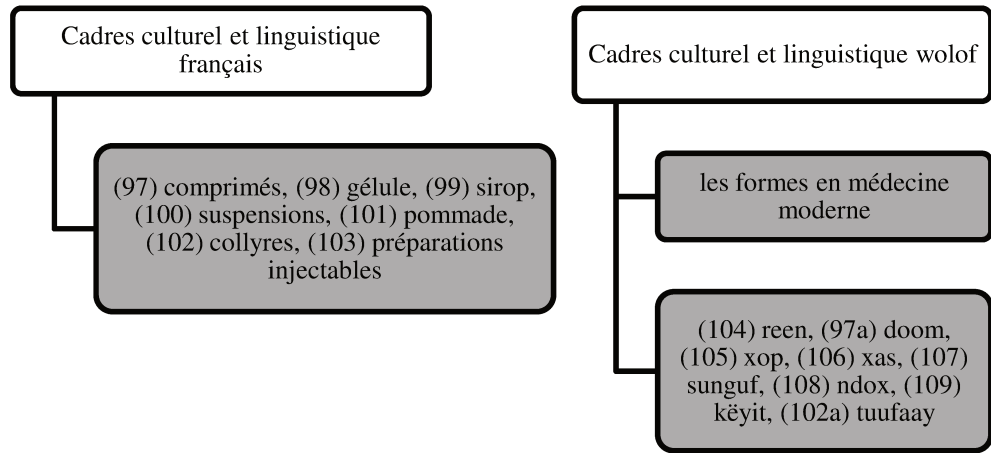 Cadres culturel et linguistique
français
(97) comprimés, (98) gélule, (99) sirop,
(100) suspensions, (101) pommade,
(102) collyres, (103) préparations
injectables
Cadres culturel et linguistique wolof
les formes en médecine
moderne
(104) reen, (97a) doom,
(105) xop, (106) xas, (107)
sunguf, (108) ndox, (109)
këyit, (102a) tuufaay